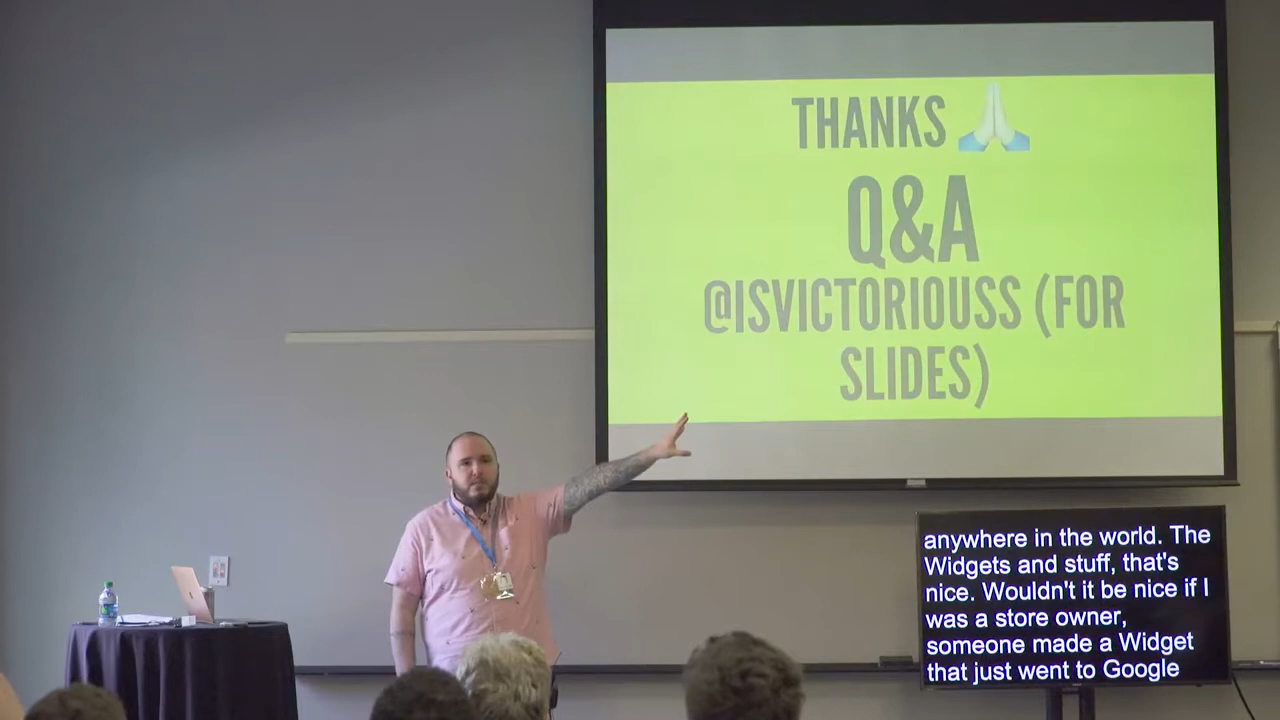 THANKS 🙏
Q&A
@ISVICTORIOUSS (FOR
SLIDES)
anywhere in the world. The
Widgets and stuff, that's
nice. Wouldn't it be nice if I
was a store owner,
someone made a Widget
that just went to Google